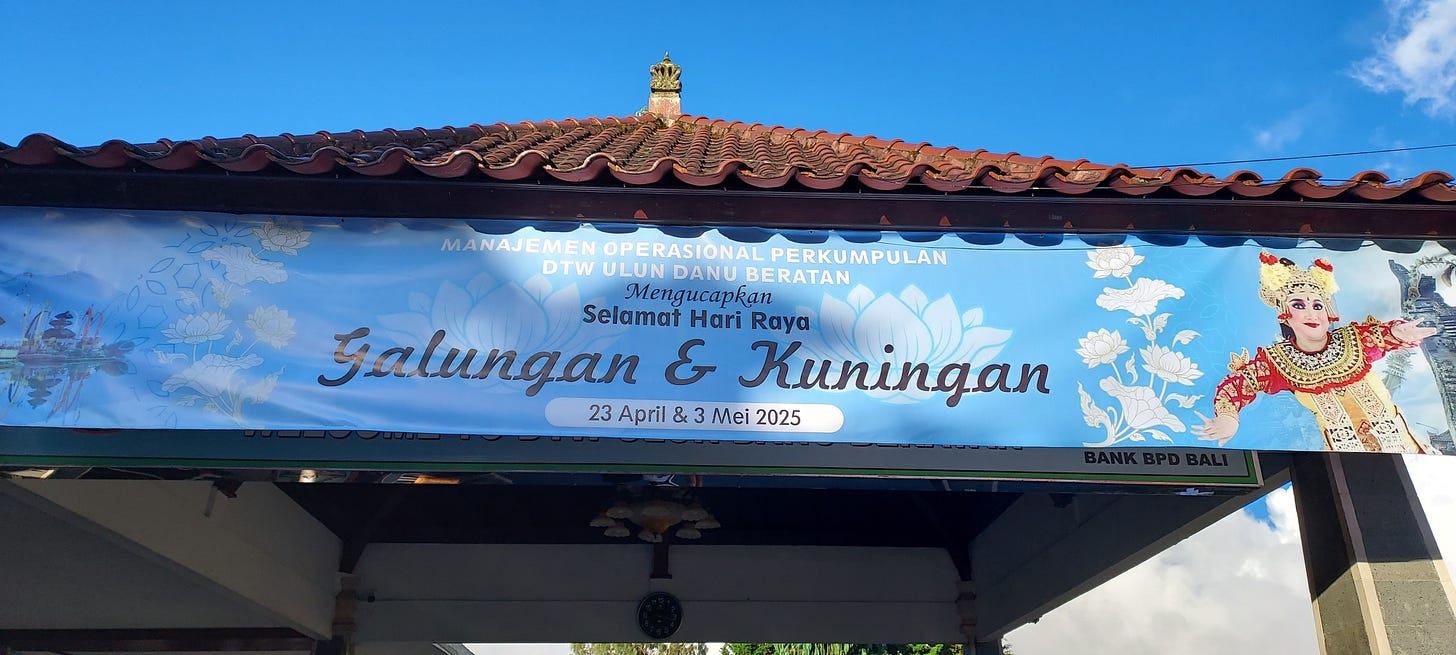 MANAJEMEN OPERASIONAL PERKUMPULAN
DTW ULUN DANU BERATAN
Mengucapkan
Selamat Hari Raya
Galungan & Kuningan
23 April & 3 Mei 2025
BANK BPD BALI